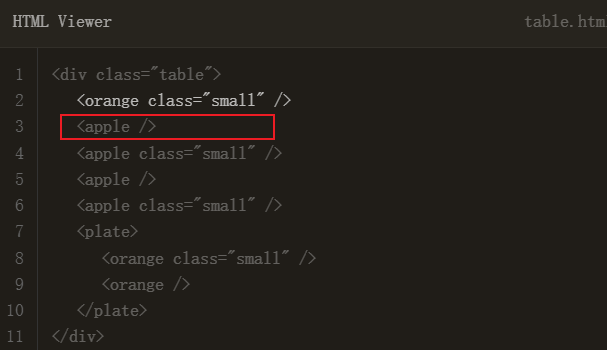 HTML Viewer table.htm
1 <div class="table">
2 <orange class="small" />
3 <apple />
4 <apple class="small" />
5 <apple />
6 <apple class="small" />
7 <plate>
8 <orange class="small" />
9 <orange />
10 </plate>
11 </div>